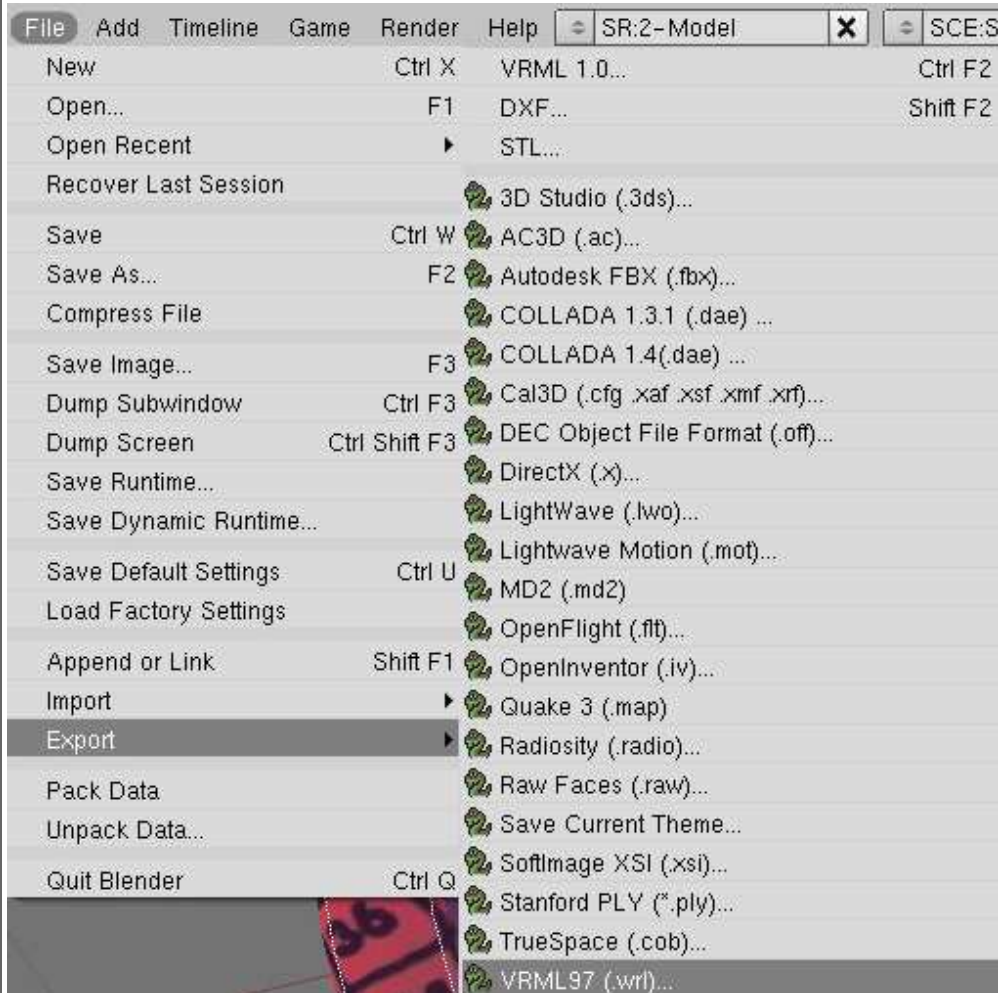 File Add Timeline Game Render Help SR:2-Model X SCE:S
New Ctrl X
Open... F1
Open Recent
Recover Last Session
Save Ctrl W
Save As... F2
Compress File
Save Image... F3
Dump Subwindow Ctrl F3
Dump Screen Ctrl Shift F3
Save Runtime...
Save Dynamic Runtime...
Save Default Settings Ctrl U
Load Factory Settings
Append or Link Shift F1
Import
Export
Pack Data
Unpack Data...
Quit Blender Ctrl Q
VRML 1.0... Ctrl F2
DXF... Shift F2
STL...
3D Studio (.3ds)...
AC3D (.ac)...
Autodesk FBX (.fbx)...
COLLADA 1.3.1 (.dae) ...
COLLADA 1.4(.dae) ...
Cal3D (.cfg .xaf .xsf .xmf .xrf)...
DEC Object File Format (.off)...
DirectX (.x)...
LightWave (.lwo)...
Lightwave Motion (.mot)...
MD2 (.md2)
OpenFlight (.flt)...
OpenInventor (.iv)...
Quake 3 (.map)
Radiosity (.radio)...
Raw Faces (.raw)...
Save Current Theme...
SoftImage XSI (.xsi)...
Stanford PLY (*.ply)...
TrueSpace (.cob)...
VRML97 (.wrl)...
36